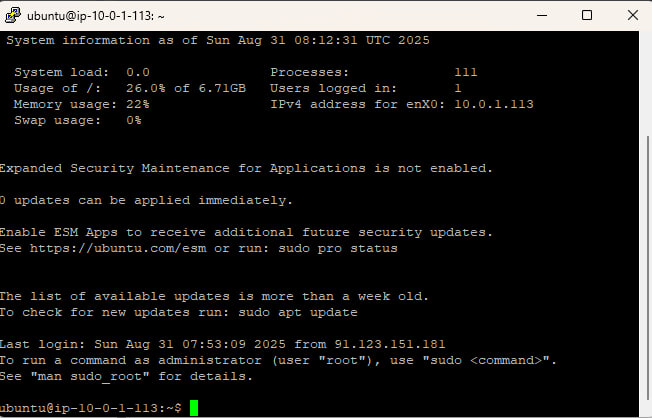 ubuntu@ip-10-0-1-113: ~
System information as of Sun Aug 31 08:12:31 UTC 2025
System load:  0.0               Processes:             111
Usage of /:   26.0% of 6.71GB   Users logged in:       1
Memory usage: 22%               IPv4 address for enX0: 10.0.1.113
Swap usage:   0%
Expanded Security Maintenance for Applications is not enabled.
0 updates can be applied immediately.
Enable ESM Apps to receive additional future security updates.
See https://ubuntu.com/esm or run: sudo pro status
The list of available updates is more than a week old.
To check for new updates run: sudo apt update
Last login: Sun Aug 31 07:53:09 2025 from 91.123.151.181
To run a command as administrator (user "root"), use "sudo <command>".
See "man sudo_root" for details.
ubuntu@ip-10-0-1-113:~$